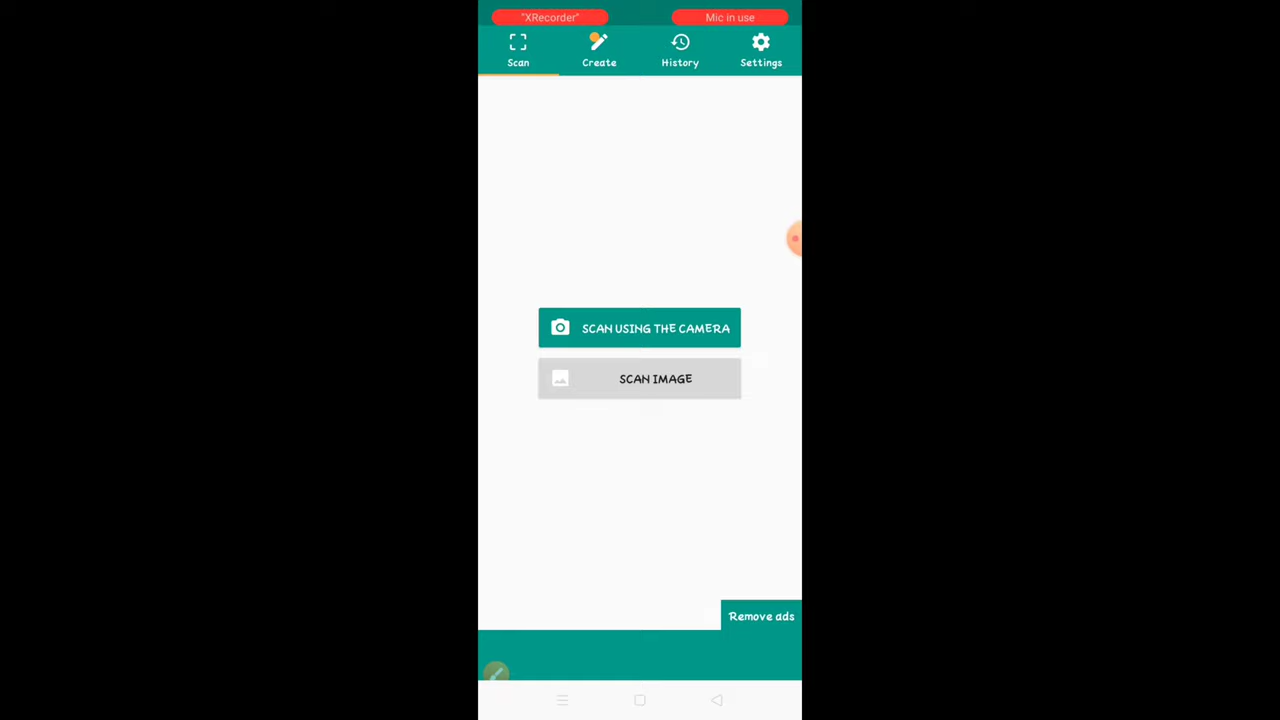 "XRecorder" Mic in use
Scan Create History Settings
SCAN USING THE CAMERA
SCAN IMAGE
Remove ads